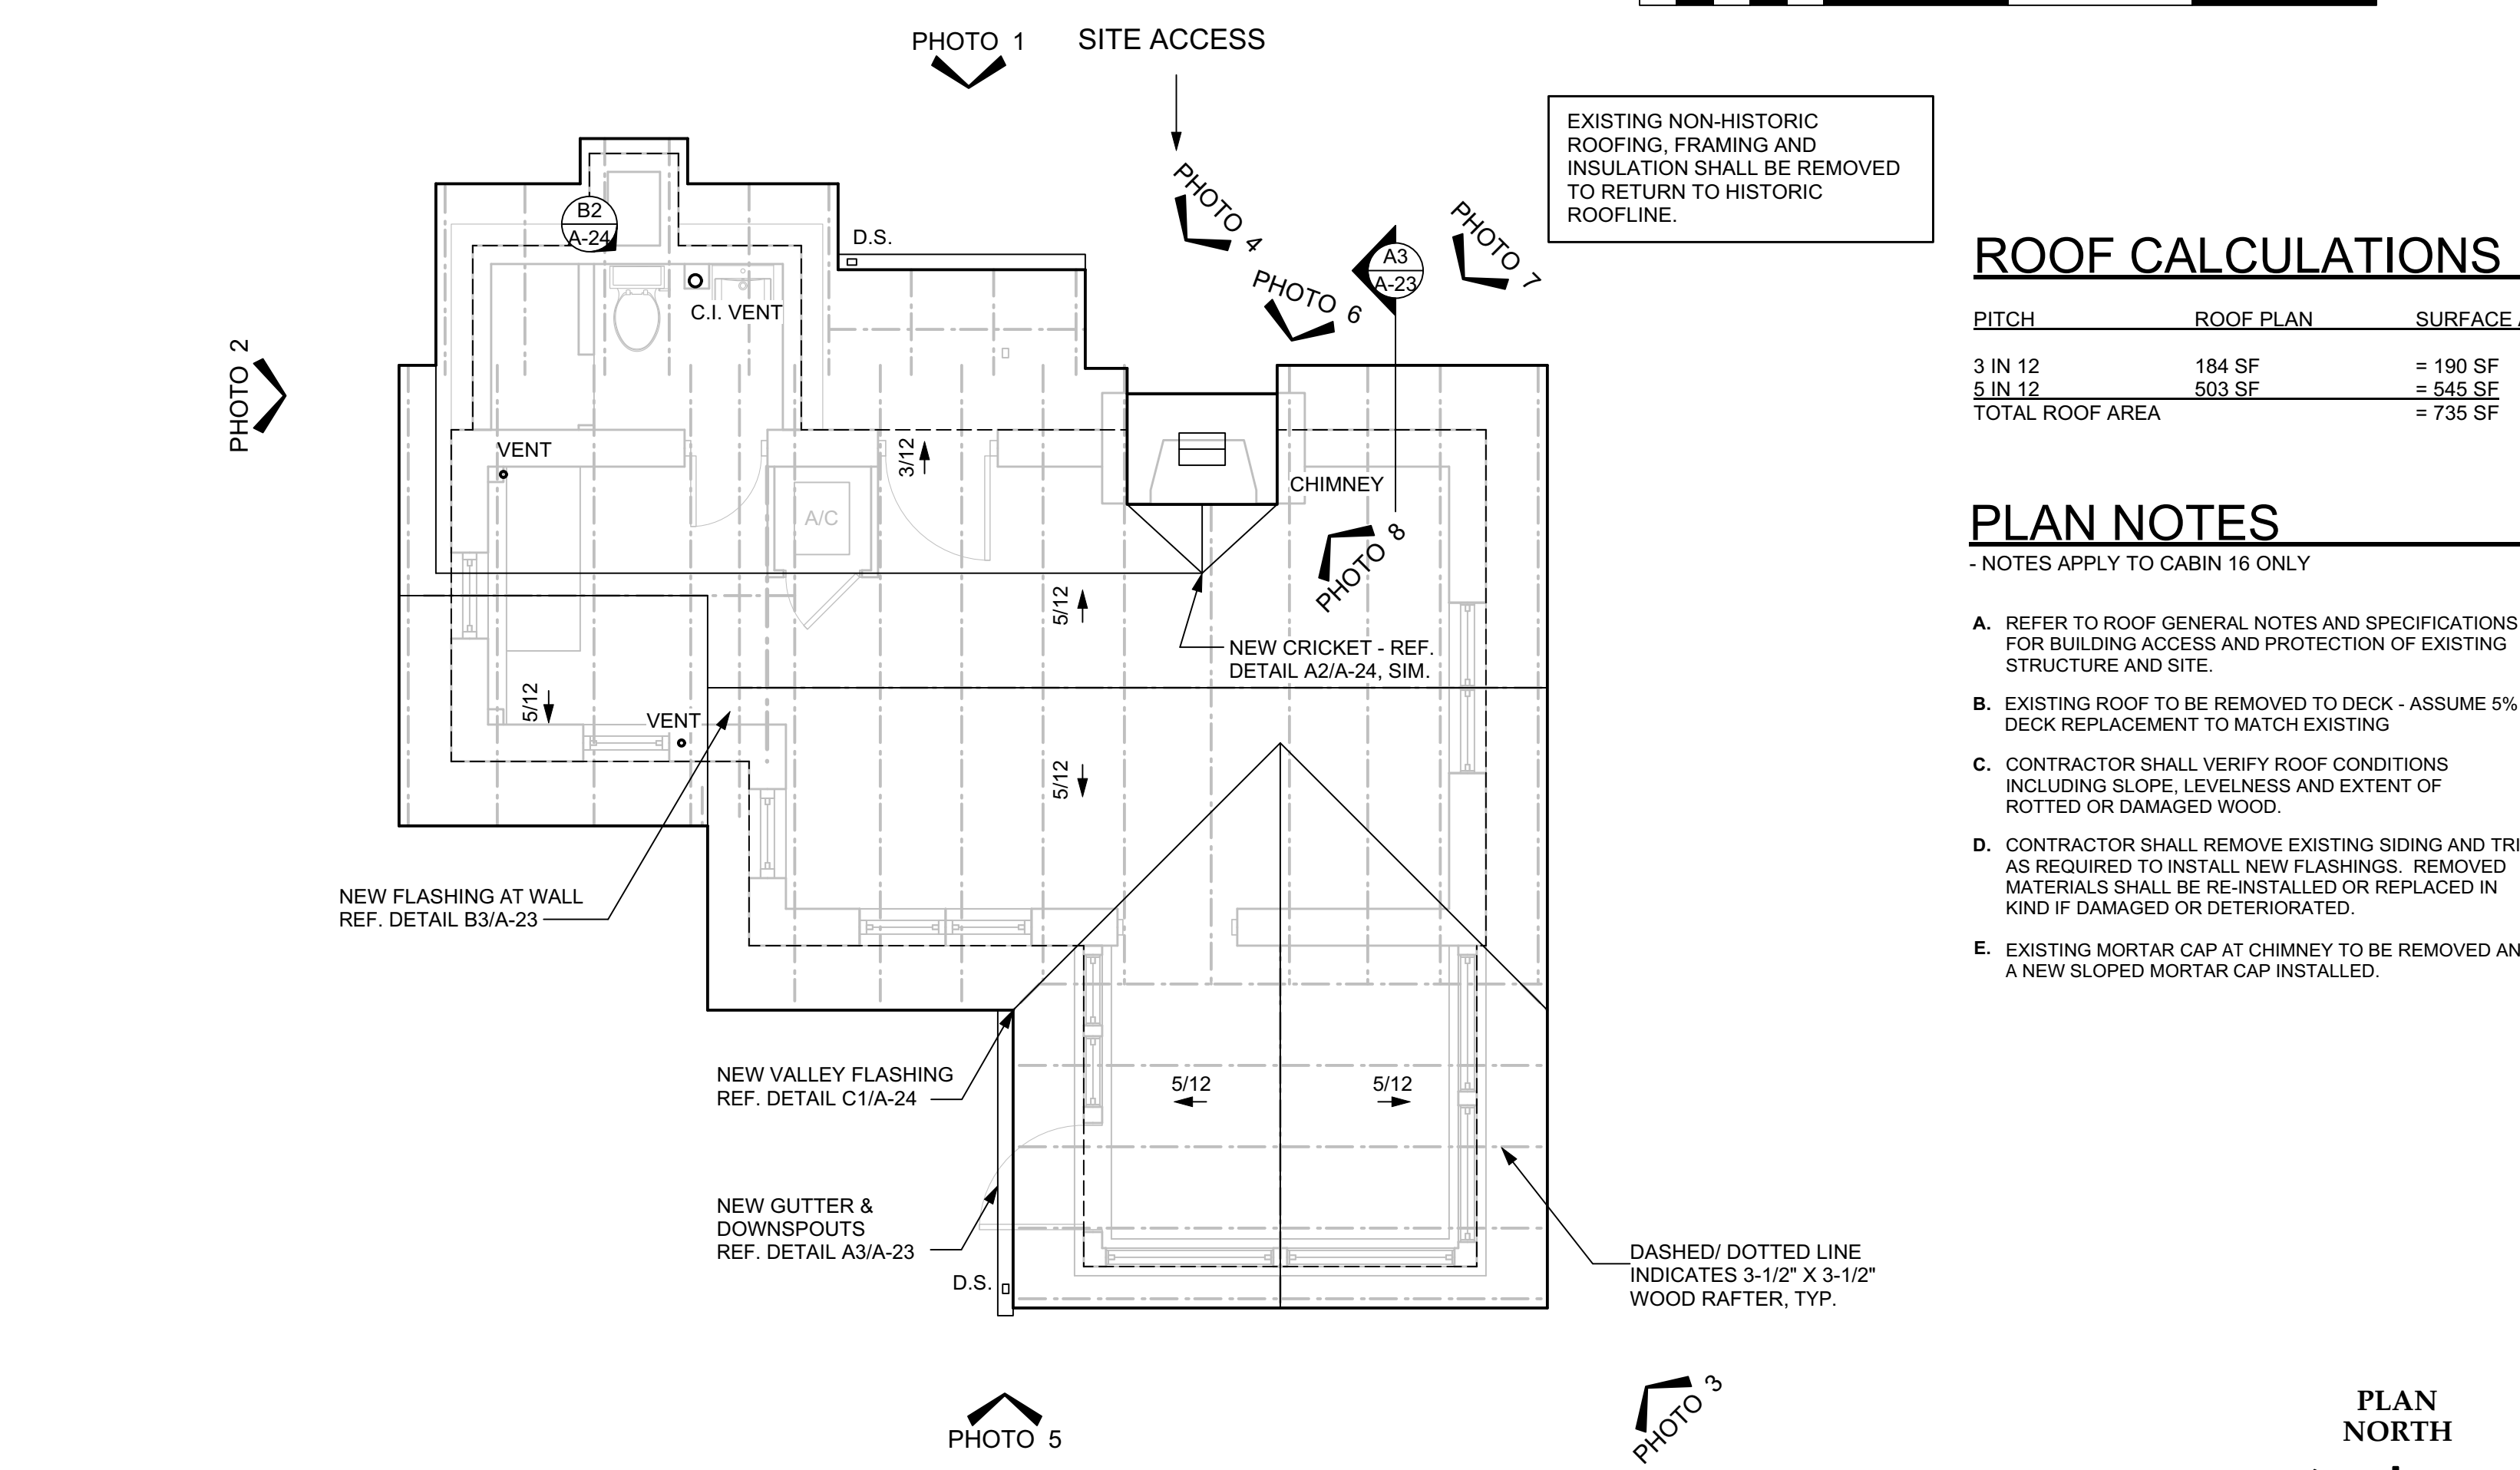 PHOTO 1
SITE ACCESS
EXISTING NON-HISTORIC
ROOFING, FRAMING AND
INSULATION SHALL BE REMOVED
TO RETURN TO HISTORIC
ROOFLINE.
PHOTO 4
PHOTO 7
B2
A-24
D.S.
A3
A-23
PHOTO 6
C.I. VENT
PHOTO 2
VENT
3/12
A/C
CHIMNEY
PHOTO 8
5/12
NEW CRICKET - REF.
DETAIL A2/A-24, SIM.
5/12
VENT
5/12
NEW FLASHING AT WALL
REF. DETAIL B3/A-23
NEW VALLEY FLASHING
REF. DETAIL C1/A-24
5/12
5/12
NEW GUTTER &
DOWNSPOUTS
REF. DETAIL A3/A-23
D.S.
DASHED/ DOTTED LINE
INDICATES 3-1/2" X 3-1/2"
WOOD RAFTER, TYP.
PHOTO 5
PHOTO 3
ROOF CALCULATIONS
PITCH ROOF PLAN SURFACE
3 IN 12 184 SF = 190 SF
5 IN 12 503 SF = 545 SF
TOTAL ROOF AREA = 735 SF
PLAN NOTES
- NOTES APPLY TO CABIN 16 ONLY
A. REFER TO ROOF GENERAL NOTES AND SPECIFICATIONS
FOR BUILDING ACCESS AND PROTECTION OF EXISTING
STRUCTURE AND SITE.
B. EXISTING ROOF TO BE REMOVED TO DECK - ASSUME 5%
DECK REPLACEMENT TO MATCH EXISTING
C. CONTRACTOR SHALL VERIFY ROOF CONDITIONS
INCLUDING SLOPE, LEVELNESS AND EXTENT OF
ROTTED OR DAMAGED WOOD.
D. CONTRACTOR SHALL REMOVE EXISTING SIDING AND TRI
AS REQUIRED TO INSTALL NEW FLASHINGS. REMOVED
MATERIALS SHALL BE RE-INSTALLED OR REPLACED IN
KIND IF DAMAGED OR DETERIORATED.
E. EXISTING MORTAR CAP AT CHIMNEY TO BE REMOVED AN
A NEW SLOPED MORTAR CAP INSTALLED.
PLAN
NORTH